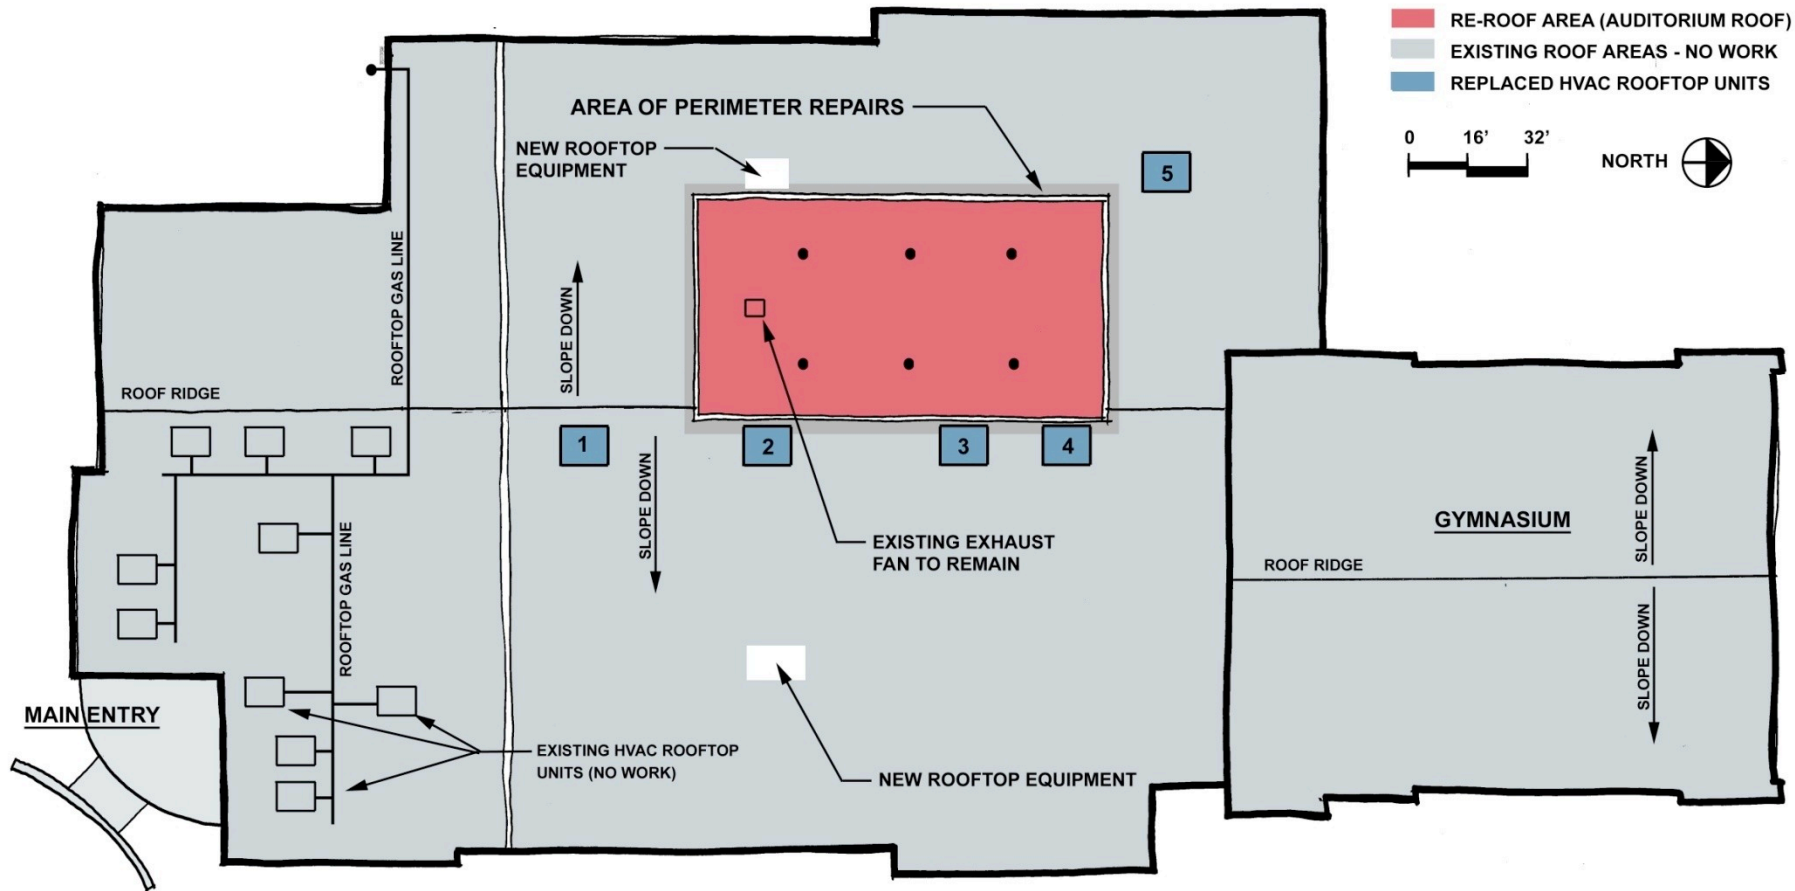 RE-ROOF AREA (AUDITORIUM ROOF)
EXISTING ROOF AREAS - NO WORK
REPLACED HVAC ROOFTOP UNITS
0 16' 32'
NORTH
AREA OF PERIMETER REPAIRS
NEW ROOFTOP
EQUIPMENT
5
ROOFTOP GAS LINE
SLOPE DOWN
ROOF RIDGE
1
2
3
4
SLOPE DOWN
EXISTING EXHAUST
FAN TO REMAIN
GYMNASIUM
SLOPE DOWN
ROOF RIDGE
SLOPE DOWN
ROOFTOP GAS LINE
MAIN ENTRY
EXISTING HVAC ROOFTOP
UNITS (NO WORK)
NEW ROOFTOP EQUIPMENT